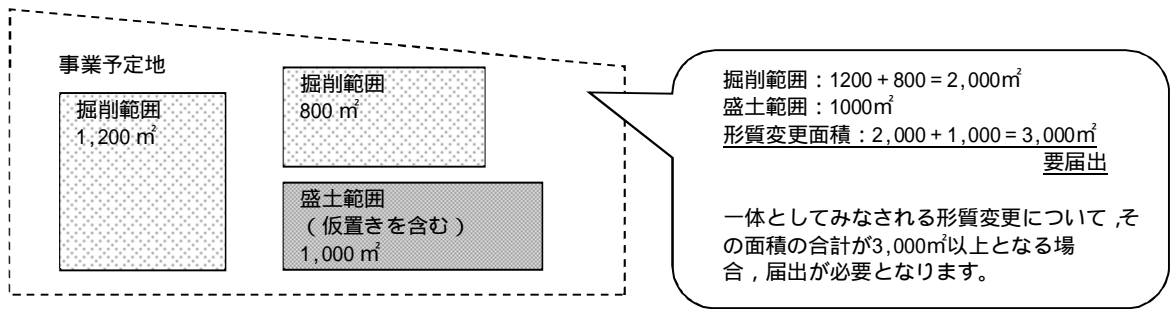 事業予定地
掘削範囲
1,200 ㎡
掘削範囲
800 ㎡
盛土範囲
（仮置きを含む）
1,000 ㎡
掘削範囲：1200＋800＝2,000㎡
盛土範囲：1000㎡
形質変更面積：2,000＋1,000＝3,000㎡
要届出
一体としてみなされる形質変更について，そ
の面積の合計が3,000㎡以上となる場
合，届出が必要となります。